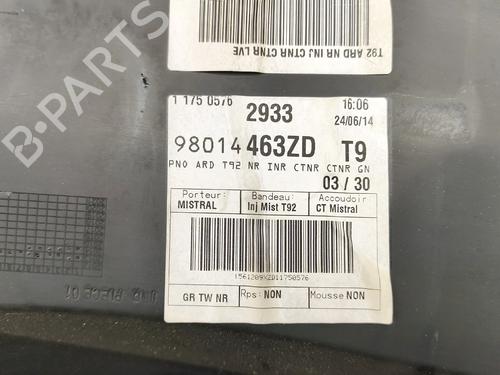 T92 ARD NR INJ CTNR CTNR LVE
B-PARTS
1 175 0576
2933
16:06
24/06/14
98014 463ZD T9
PNO ARD T92 NR INR CTNR CTNR GN
03 / 30
Porteur: Bandeau: Accoudoir
MISTRAL Inj Mist T92 CT Mistral
1561209XZD11750576
GR TW NR Rps: NON Mousse NON